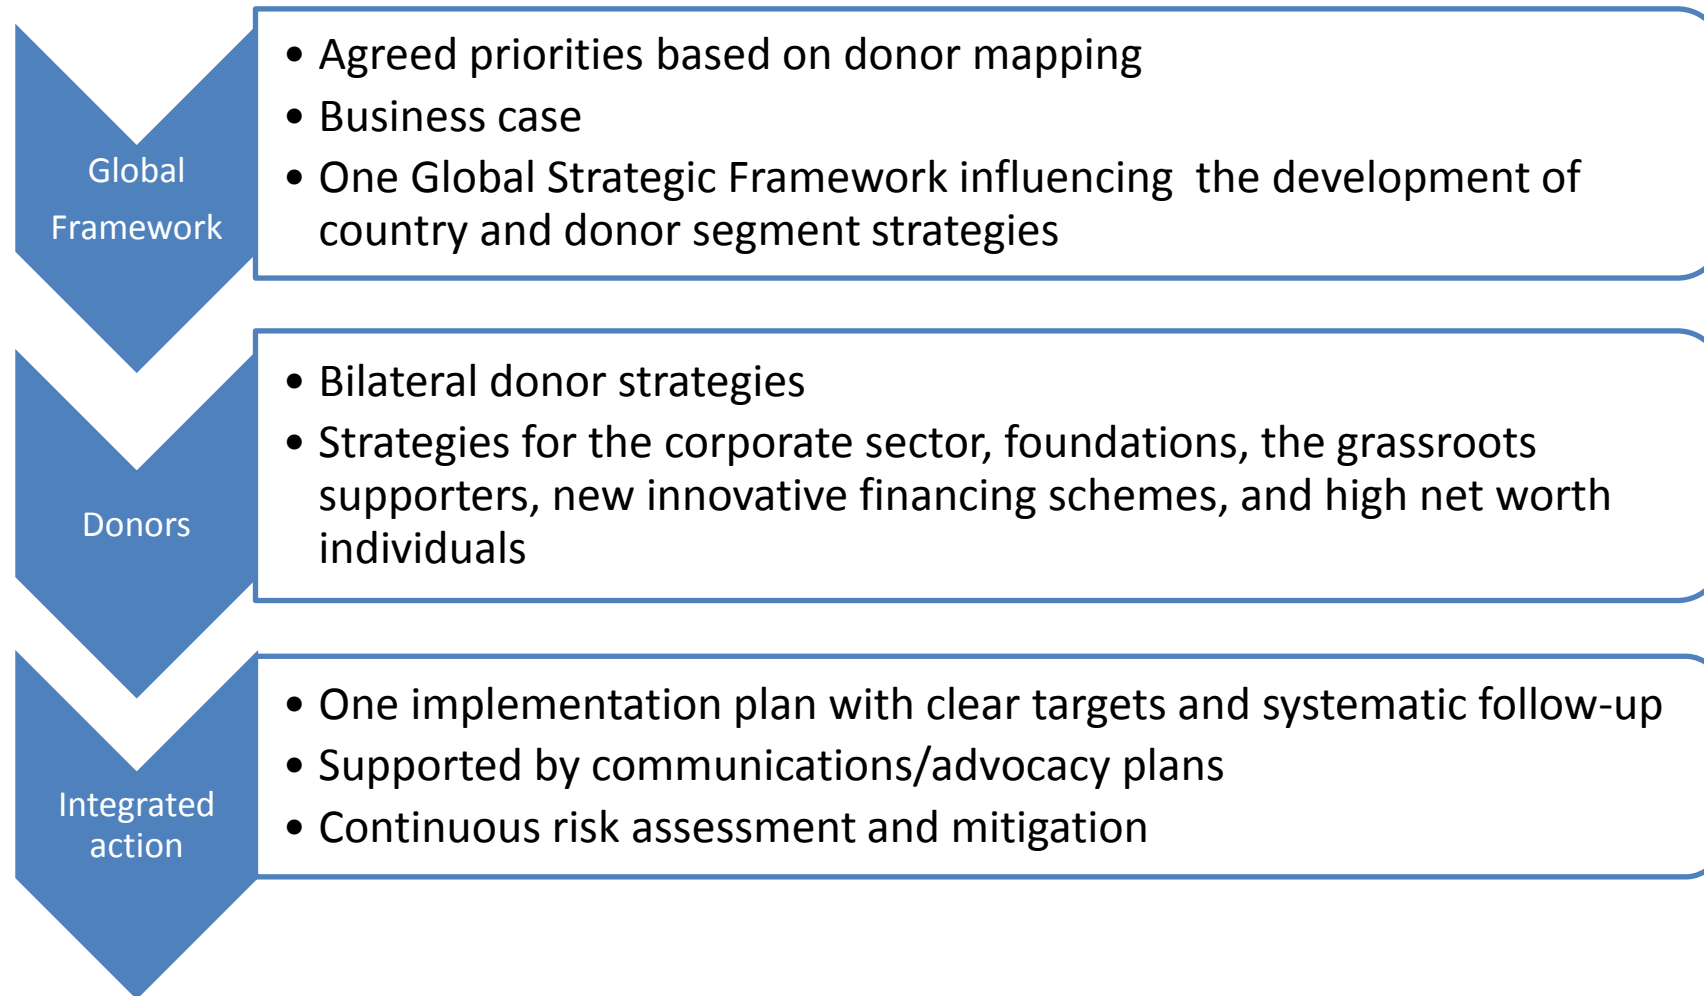 Global
Framework
• Agreed priorities based on donor mapping
• Business case
• One Global Strategic Framework influencing  the development of
country and donor segment strategies
Donors
• Bilateral donor strategies
• Strategies for the corporate sector, foundations, the grassroots
supporters, new innovative financing schemes, and high net worth
individuals
Integrated
action
• One implementation plan with clear targets and systematic follow-up
• Supported by communications/advocacy plans
• Continuous risk assessment and mitigation